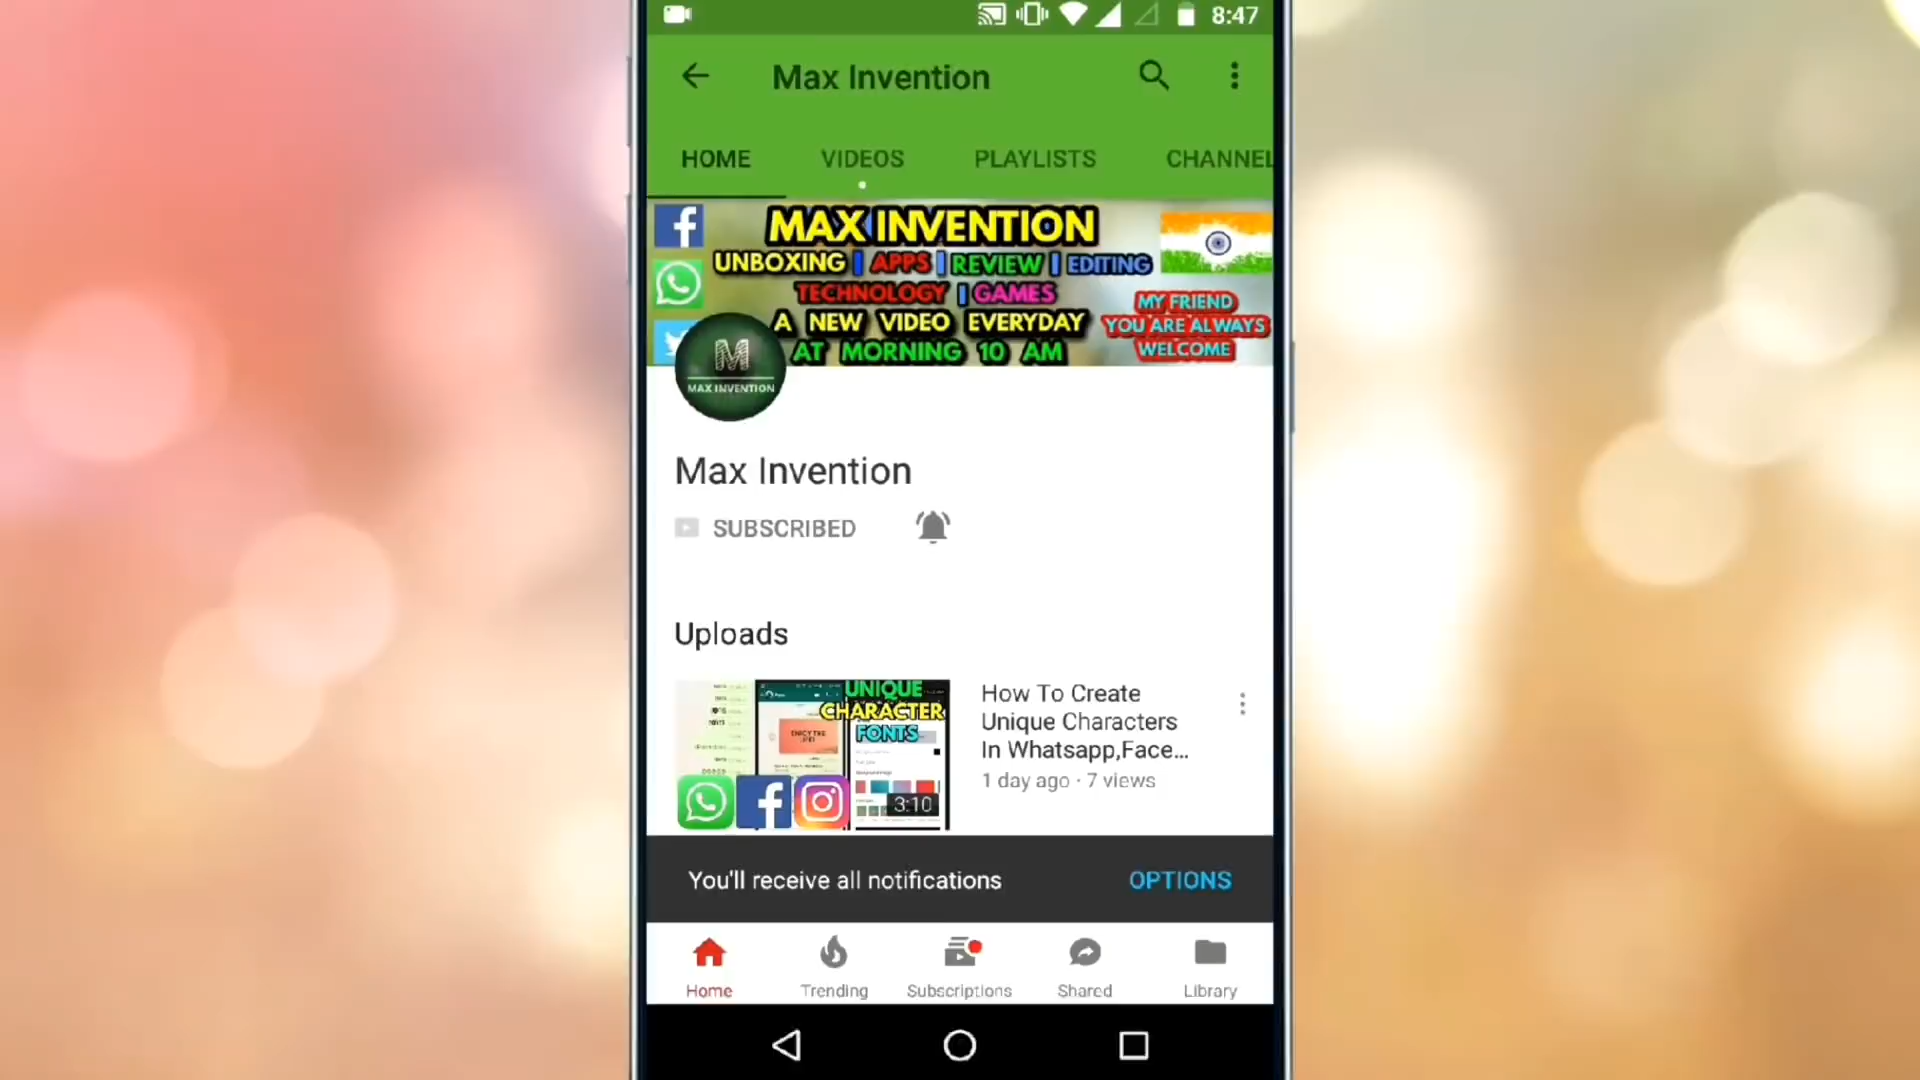 8:47
Max Invention
HOME VIDEOS PLAYLISTS CHANNEL
MAX INVENTION
UNBOXING | APPS | REVIEW | EDITING
TECHNOLOGY | GAMES
A NEW VIDEO EVERYDAY
AT MORNING 10 AM
MY FRIEND
YOU ARE ALWAYS
WELCOME
M
MAX INVENTION
Max Invention
SUBSCRIBED
Uploads
UNIQUE
CHARACTER
FONTS
3:10
How To Create
Unique Characters
In Whatsapp,Face...
1 day ago · 7 views
You'll receive all notifications OPTIONS
Home Trending Subscriptions Shared Library